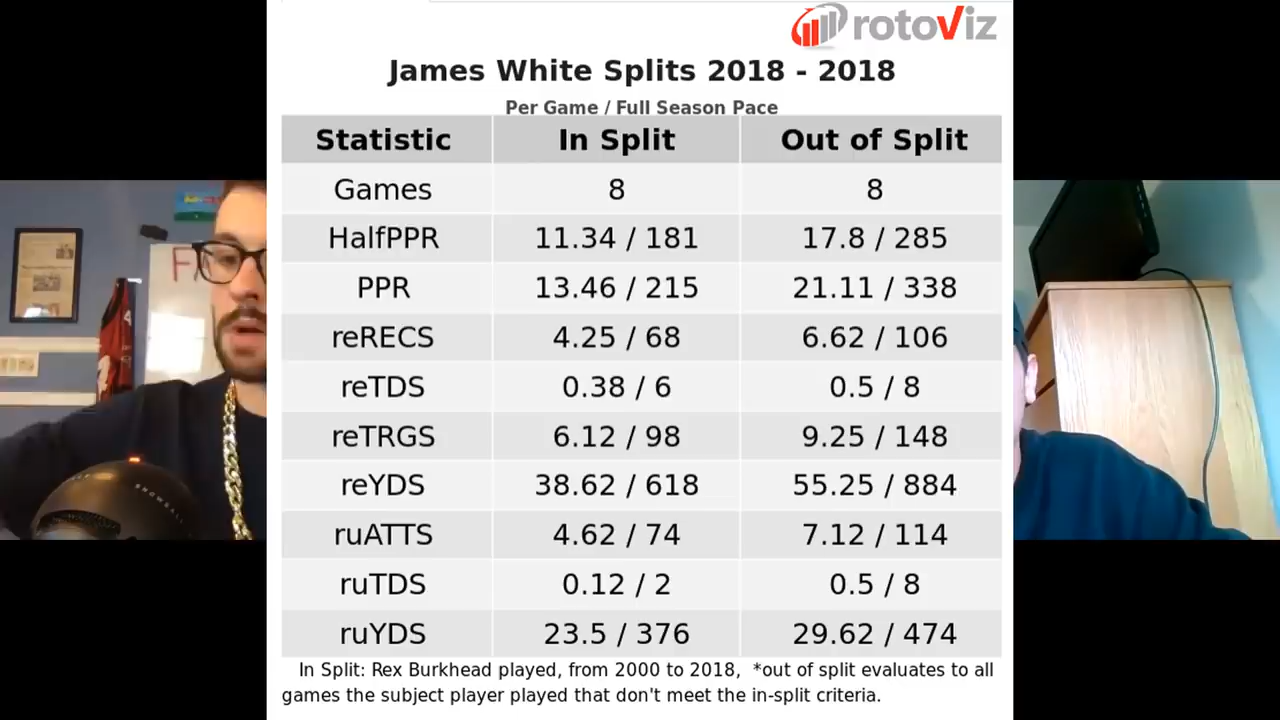 rotoViz
James White Splits 2018 - 2018
Per Game / Full Season Pace
Statistic In Split Out of Split
Games 8 8
HalfPPR 11.34 / 181 17.8 / 285
PPR 13.46 / 215 21.11 / 338
reRECS 4.25 / 68 6.62 / 106
reTDS 0.38 / 6 0.5 / 8
reTRGS 6.12 / 98 9.25 / 148
reYDS 38.62 / 618 55.25 / 884
ruATTS 4.62 / 74 7.12 / 114
ruTDS 0.12 / 2 0.5 / 8
ruYDS 23.5 / 376 29.62 / 474
In Split: Rex Burkhead played, from 2000 to 2018, *out of split evaluates to all
games the subject player played that don't meet the in-split criteria.
SNOWBALL